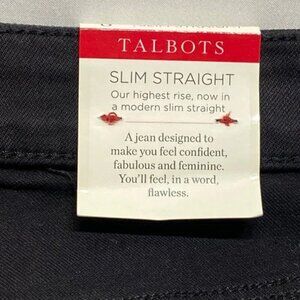 TALBOTS
SLIM STRAIGHT
Our highest rise, now in
a modern slim straight
A jean designed to
make you feel confident,
fabulous and feminine.
You'll feel, in a word,
flawless.